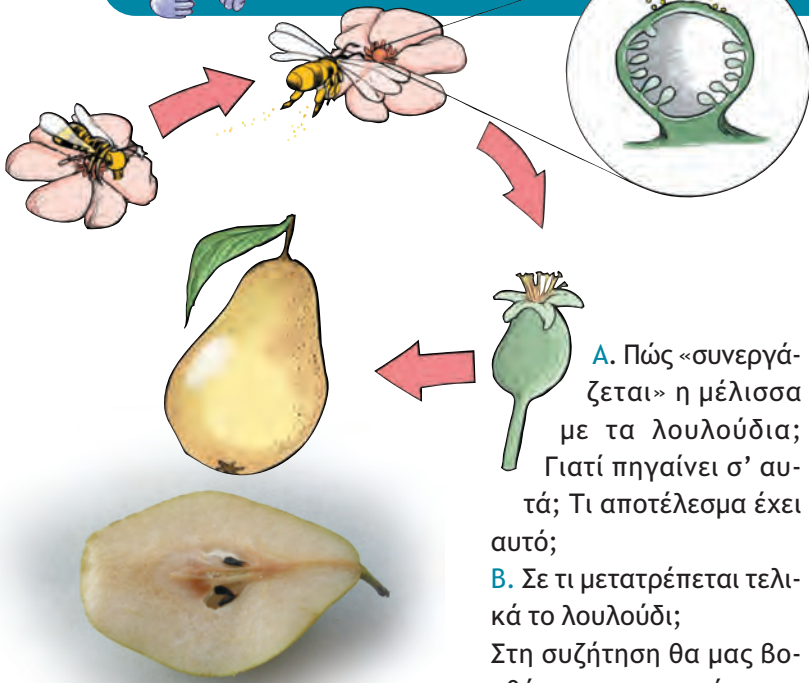 Α. Πώς «συνεργά-
ζεται» η μέλισσα
με τα λουλούδια;
Γιατί πηγαίνει σ’ αυ-
τά; Τι αποτέλεσμα έχει
αυτό;
Β. Σε τι μετατρέπεται τελι-
κά το λουλούδι;
Στη συζήτηση θα μας βο-